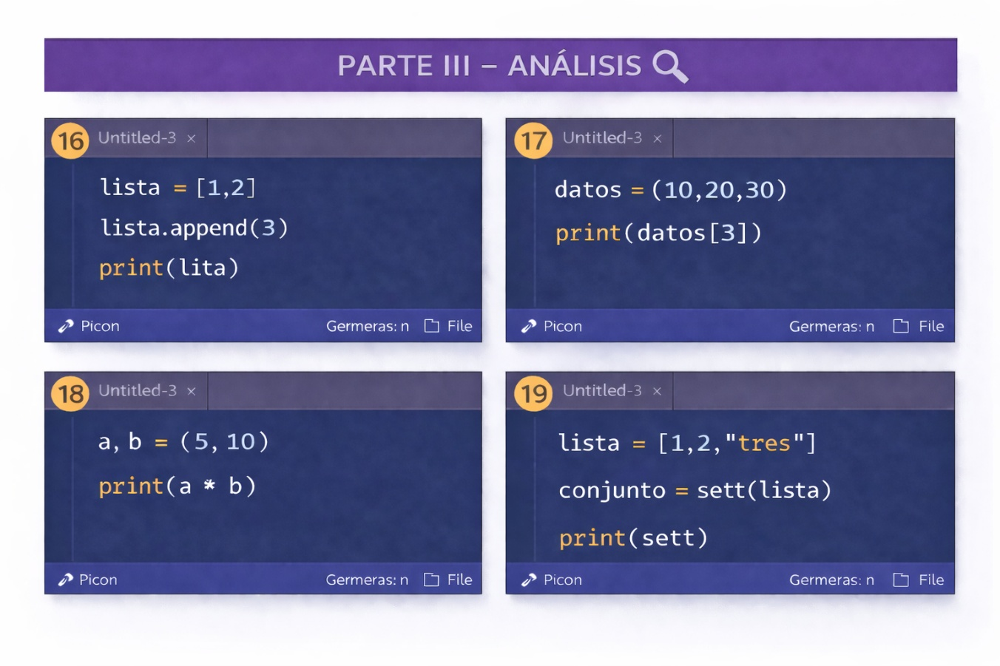 PARTE III – ANÁLISIS
16 Untitled-3 ×
lista = [1,2]
lista.append(3)
print(lita)
Picon Germeras: n File
17 Untitled-3 ×
datos = (10,20,30)
print(datos[3])
Picon Germeras: n File
18 Untitled-3 ×
a, b = (5, 10)
print(a * b)
Picon Germeras: n File
19 Untitled-3 ×
lista = [1,2,"tres"]
conjunto = sett(lista)
print(sett)
Picon Germeras: n File